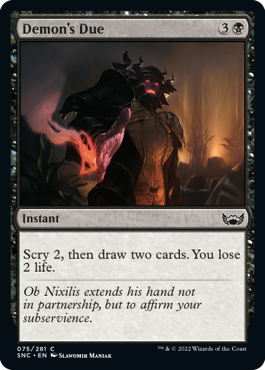 Demon's Due 3
Instant
Scry 2, then draw two cards. You lose
2 life.
Ob Nixilis extends his hand not
in partnership, but to affirm your
subservience.
075/281 C
SNC • EN Slawomir Maniak
™ & © 2022 Wizards of the Coast